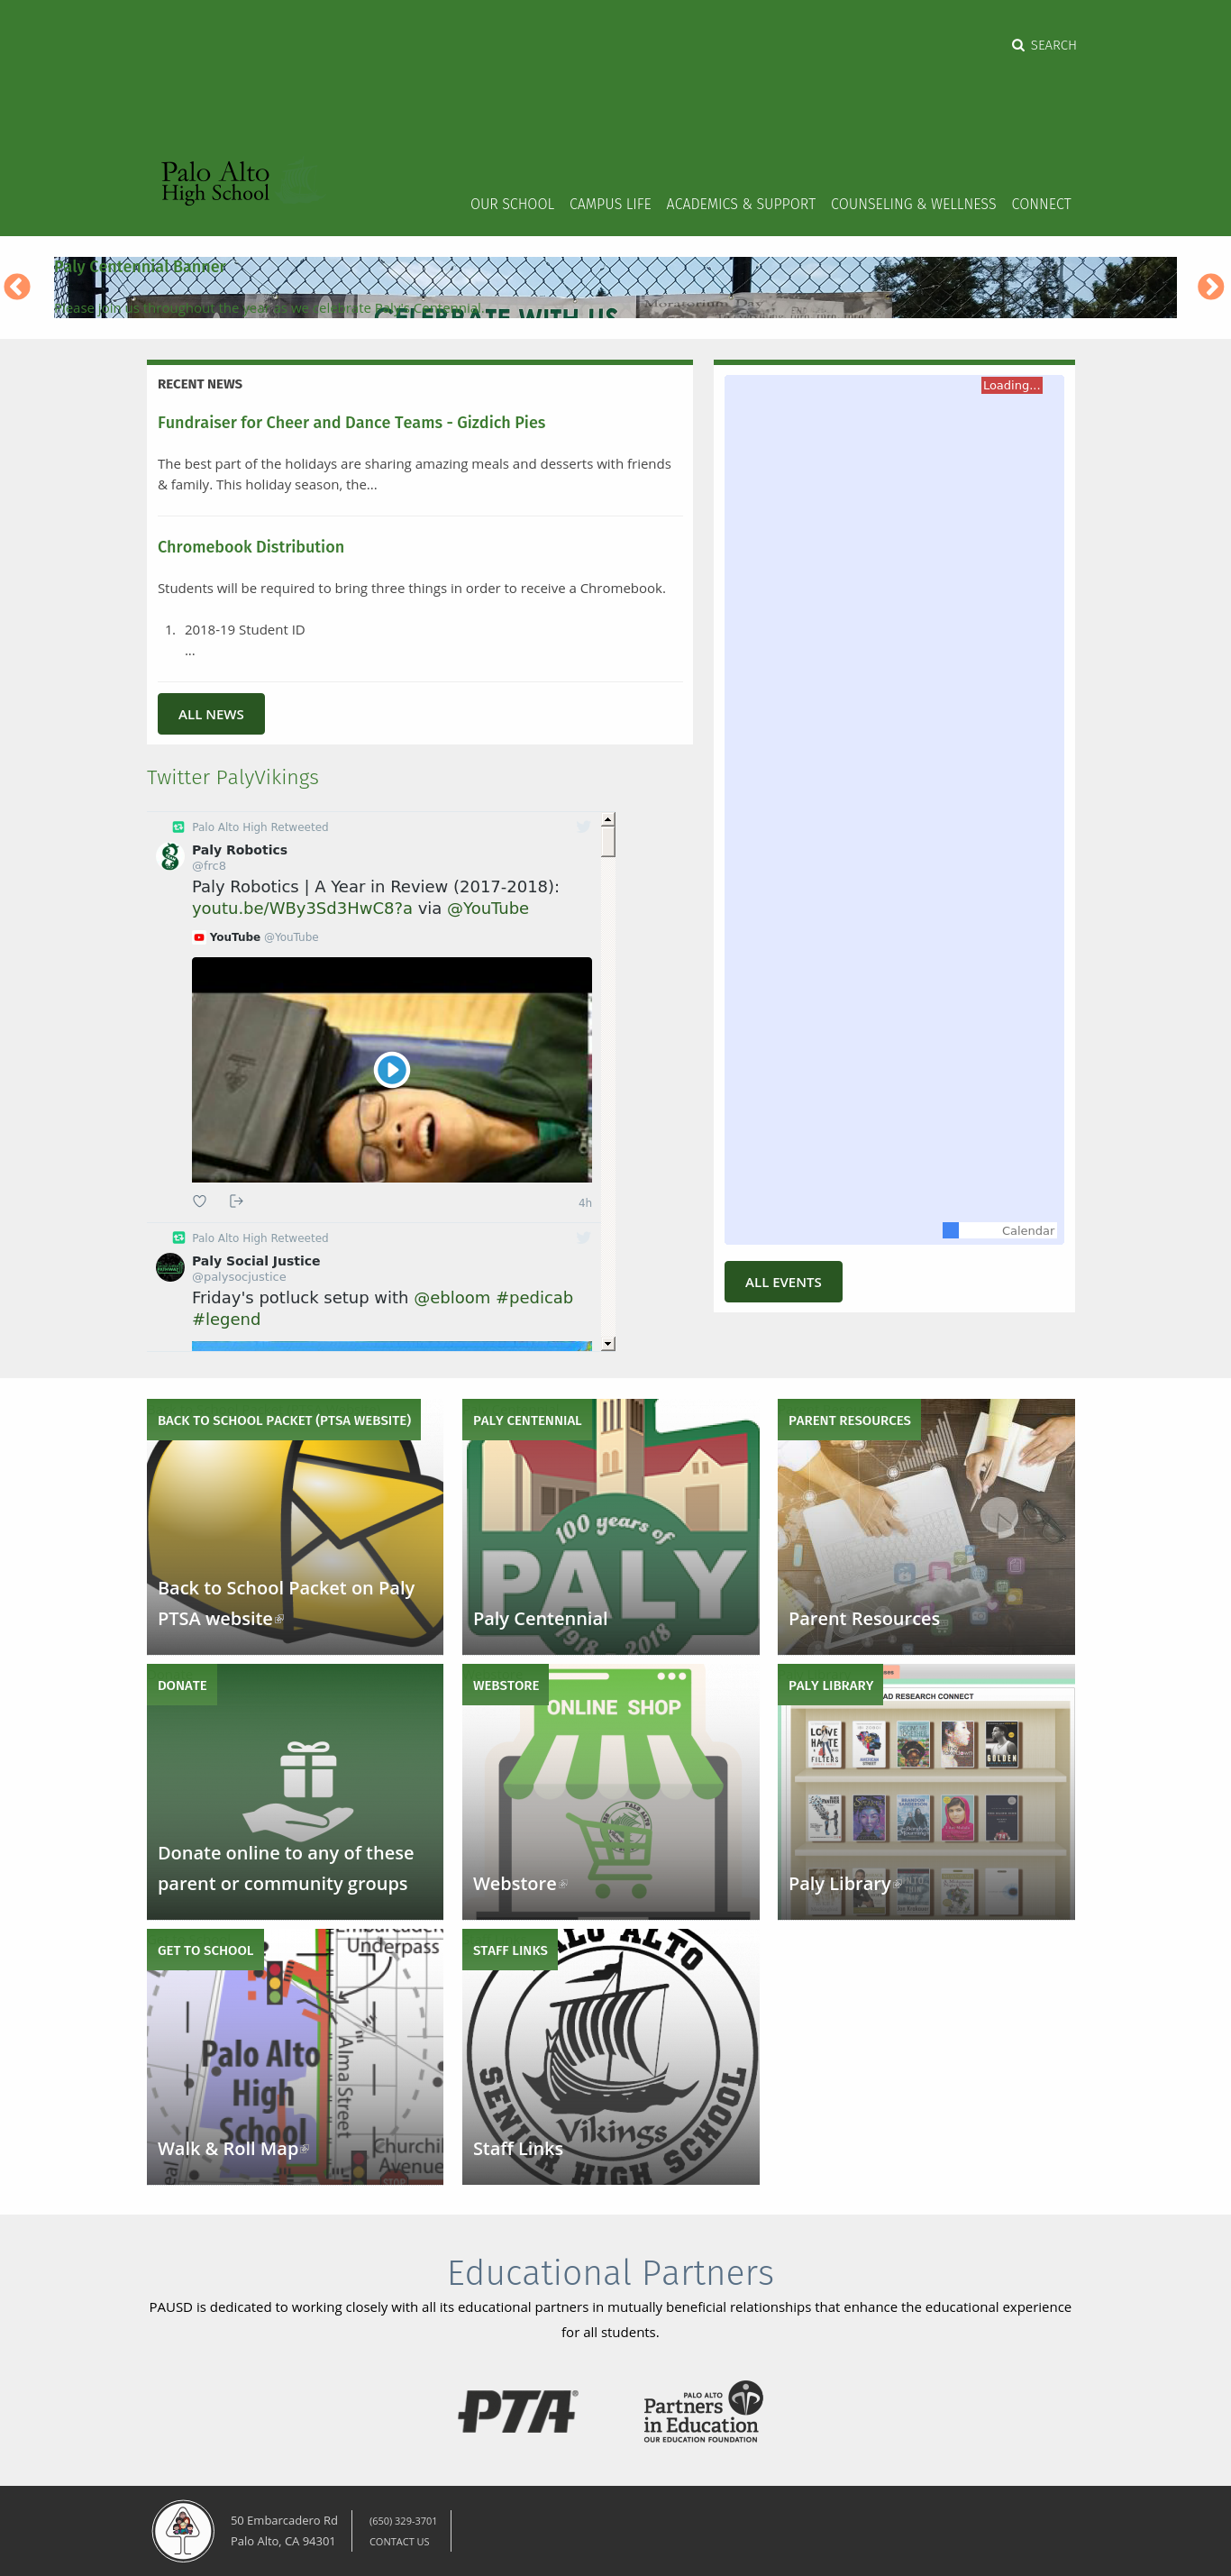 SEARCH
Palo Alto
High School
OUR SCHOOL CAMPUS LIFE ACADEMICS & SUPPORT COUNSELING & WELLNESS CONNECT
Paly Centennial Banner
Please join us throughout the year as we celebrate Paly's Centennial.
CELEBRATE WITH US
Moratorium Day
RECENT NEWS
Fundraiser for Cheer and Dance Teams - Gizdich Pies
The best part of the holidays are sharing amazing meals and desserts with friends
& family. This holiday season, the...
Chromebook Distribution
Students will be required to bring three things in order to receive a Chromebook.
1. 2018-19 Student ID
...
ALL NEWS
Loading...
Calendar
ALL EVENTS
Twitter PalyVikings
Palo Alto High Retweeted
Paly Robotics
@frc8
Paly Robotics | A Year in Review (2017-2018):
youtu.be/WBy3Sd3HwC8?a via @YouTube
YouTube @YouTube
4h
Palo Alto High Retweeted
Paly Social Justice
@palysocjustice
Friday's potluck setup with @ebloom #pedicab
#legend
BACK TO SCHOOL PACKET (PTSA WEBSITE)
Back to School Packet on Paly
PTSA website
PALY CENTENNIAL
100 years of
PALY
1918 - 2018
Paly Centennial
PARENT RESOURCES
Parent Resources
DONATE
Donate online to any of these
parent or community groups
WEBSTORE
ONLINE SHOP
PALO ALTO
Webstore
PALY LIBRARY
AD RESEARCH CONNECT
LOVE
HATE
FILTERS
GOLDEN
Paly Library
GET TO SCHOOL
Underpass
Palo Alto
High
School
Alma Street
Churchill
Avenue
STOP
Walk & Roll Map
STAFF LINKS
PALO ALTO
Vikings
SENIOR HIGH SCHOOL
Staff Links
Educational Partners
PAUSD is dedicated to working closely with all its educational partners in mutually beneficial relationships that enhance the educational experience
for all students.
PTA®
PALO ALTO
Partners
in Education
OUR EDUCATION FOUNDATION
50 Embarcadero Rd
Palo Alto, CA 94301
(650) 329-3701
CONTACT US